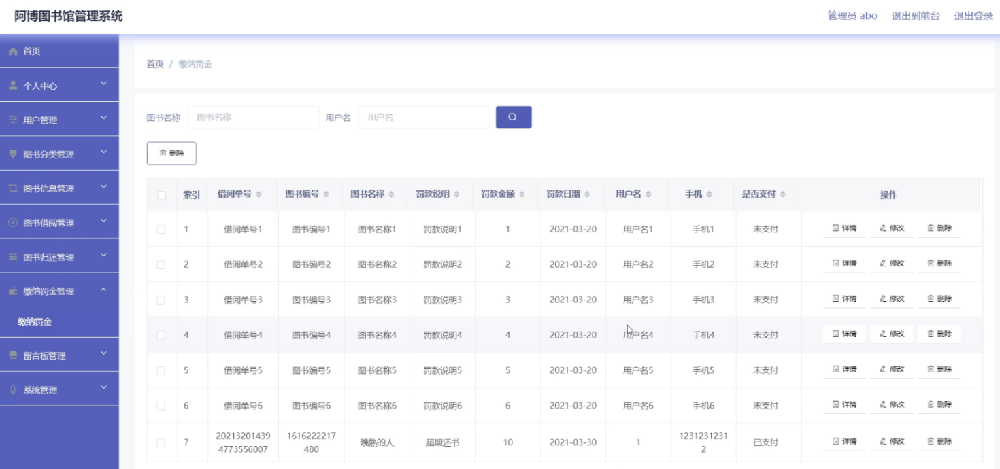 阿博图书馆管理系统
管理员 abo 退出到前台 退出登录
首页
个人中心
用户管理
图书分类管理
图书信息管理
图书借阅管理
图书归还管理
缴纳罚金管理
缴纳罚金
留言板管理
系统管理
首页 / 缴纳罚金
图书名称 图书名称 用户名 用户名
删除
索引 借阅单号 图书编号 图书名称 罚款说明 罚款金额 罚款日期 用户名 手机 是否支付 操作
1 借阅单号1 图书编号1 图书名称1 罚款说明1 1 2021-03-20 用户名1 手机1 未支付 详情 修改 删除
2 借阅单号2 图书编号2 图书名称2 罚款说明2 2 2021-03-20 用户名2 手机2 未支付 详情 修改 删除
3 借阅单号3 图书编号3 图书名称3 罚款说明3 3 2021-03-20 用户名3 手机3 未支付 详情 修改 删除
4 借阅单号4 图书编号4 图书名称4 罚款说明4 4 2021-03-20 用户名4 手机4 未支付 详情 修改 删除
5 借阅单号5 图书编号5 图书名称5 罚款说明5 5 2021-03-20 用户名5 手机5 未支付 详情 修改 删除
6 借阅单号6 图书编号6 图书名称6 罚款说明6 6 2021-03-20 用户名6 手机6 未支付 详情 修改 删除
7 20213201439 1616222217 晚熟的人 超期还书 10 2021-03-30 1 1231231231 已支付 详情 修改 删除
4773556007 480 2